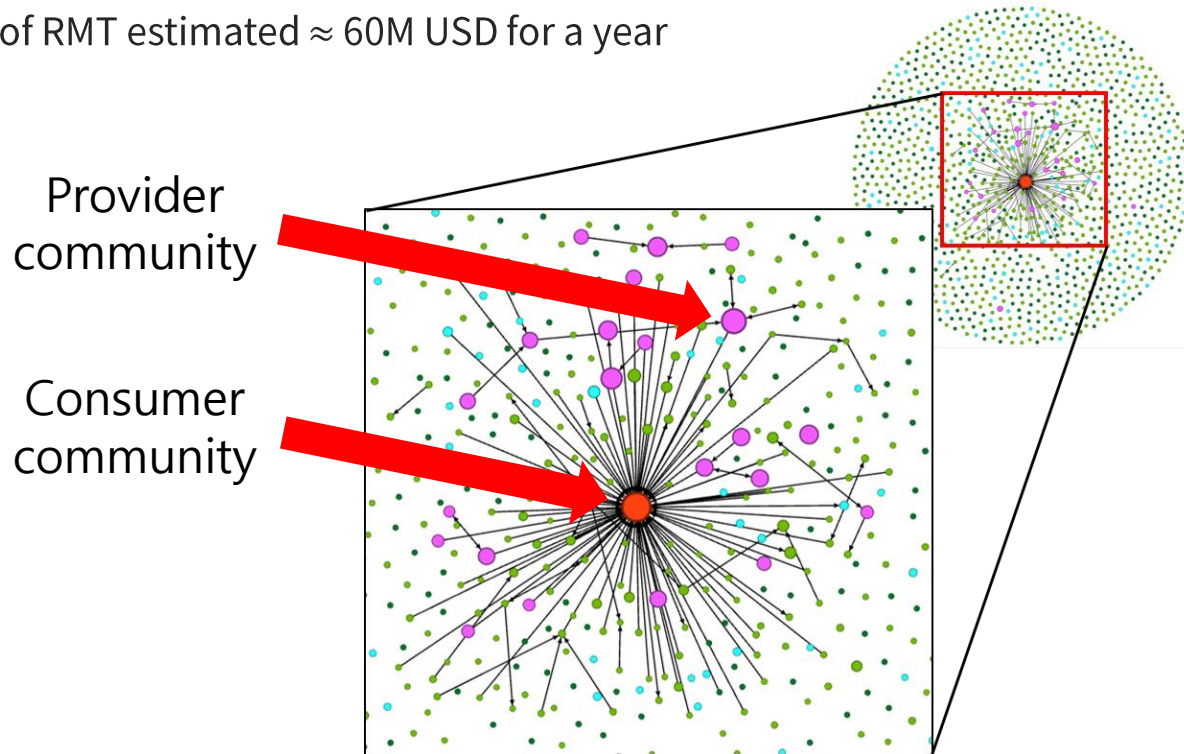 of RMT estimated ≈ 60M USD for a year
Provider
community
Consumer
community